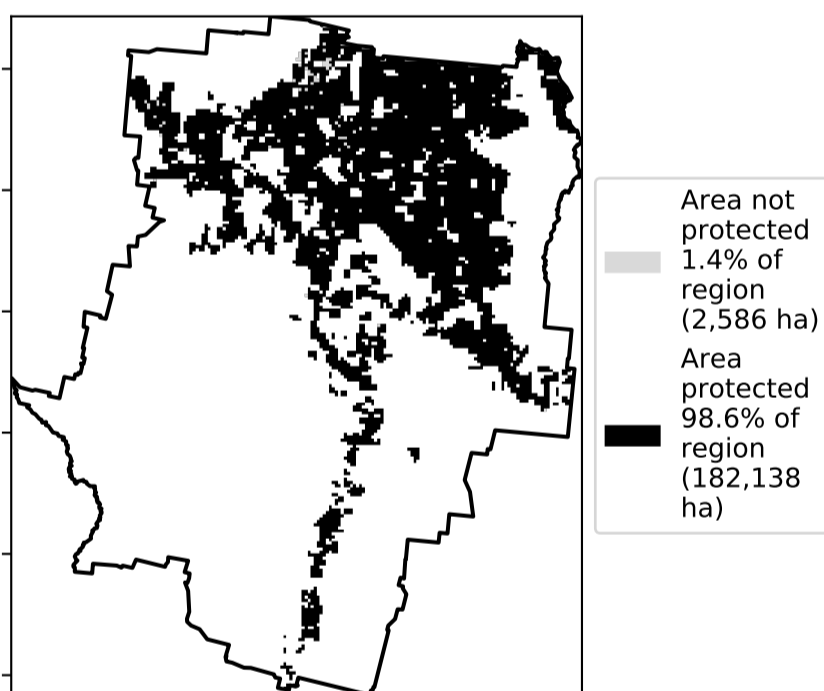 Area not
protected
1.4% of
region
(2,586 ha)
Area
protected
98.6% of
region
(182,138
ha)